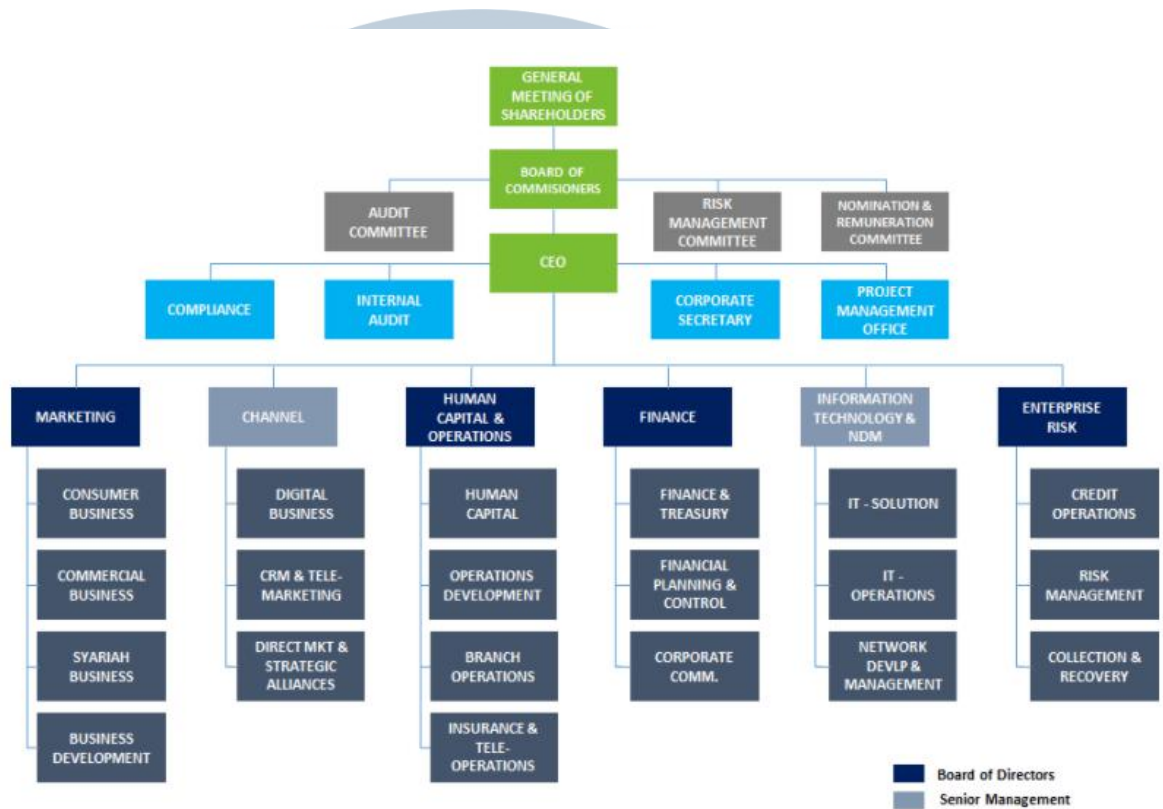 GENERAL
MEETING OF
SHAREHOLDERS
BOARD OF
COMMISIONERS
AUDIT
COMMITTEE
RISK
MANAGEMENT
COMMITTEE
NOMINATION &
REMUNERATION
COMMITTEE
CEO
COMPLIANCE
INTERNAL
AUDIT
CORPORATE
SECRETARY
PROJECT
MANAGEMENT
OFFICE
MARKETING
CHANNEL
HUMAN
CAPITAL &
OPERATIONS
FINANCE
INFORMATION
TECHNOLOGY &
NDM
ENTERPRISE
RISK
CONSUMER
BUSINESS
COMMERCIAL
BUSINESS
SYARIAH
BUSINESS
BUSINESS
DEVELOPMENT
DIGITAL
BUSINESS
CRM & TELE-
MARKETING
DIRECT MKT &
STRATEGIC
ALLIANCES
HUMAN
CAPITAL
OPERATIONS
DEVELOPMENT
BRANCH
OPERATIONS
INSURANCE &
TELE-
OPERATIONS
FINANCE &
TREASURY
FINANCIAL
PLANNING &
CONTROL
CORPORATE
COMM.
IT - SOLUTION
IT -
OPERATIONS
NETWORK
DEVLP &
MANAGEMENT
CREDIT
OPERATIONS
RISK
MANAGEMENT
COLLECTION &
RECOVERY
Board of Directors
Senior Management